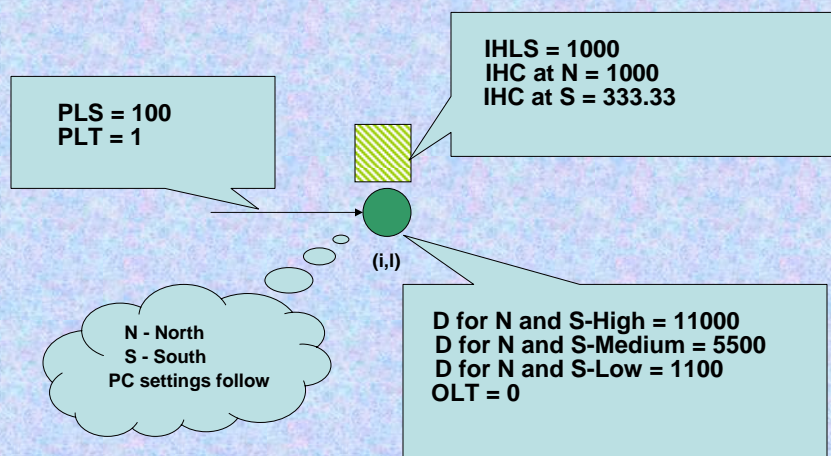 PLS = 100
PLT = 1
IHLS = 1000
IHC at N = 1000
IHC at S = 333.33
(i,l)
N - North
S - South
PC settings follow
D for N and S-High = 11000
D for N and S-Medium = 5500
D for N and S-Low = 1100
OLT = 0